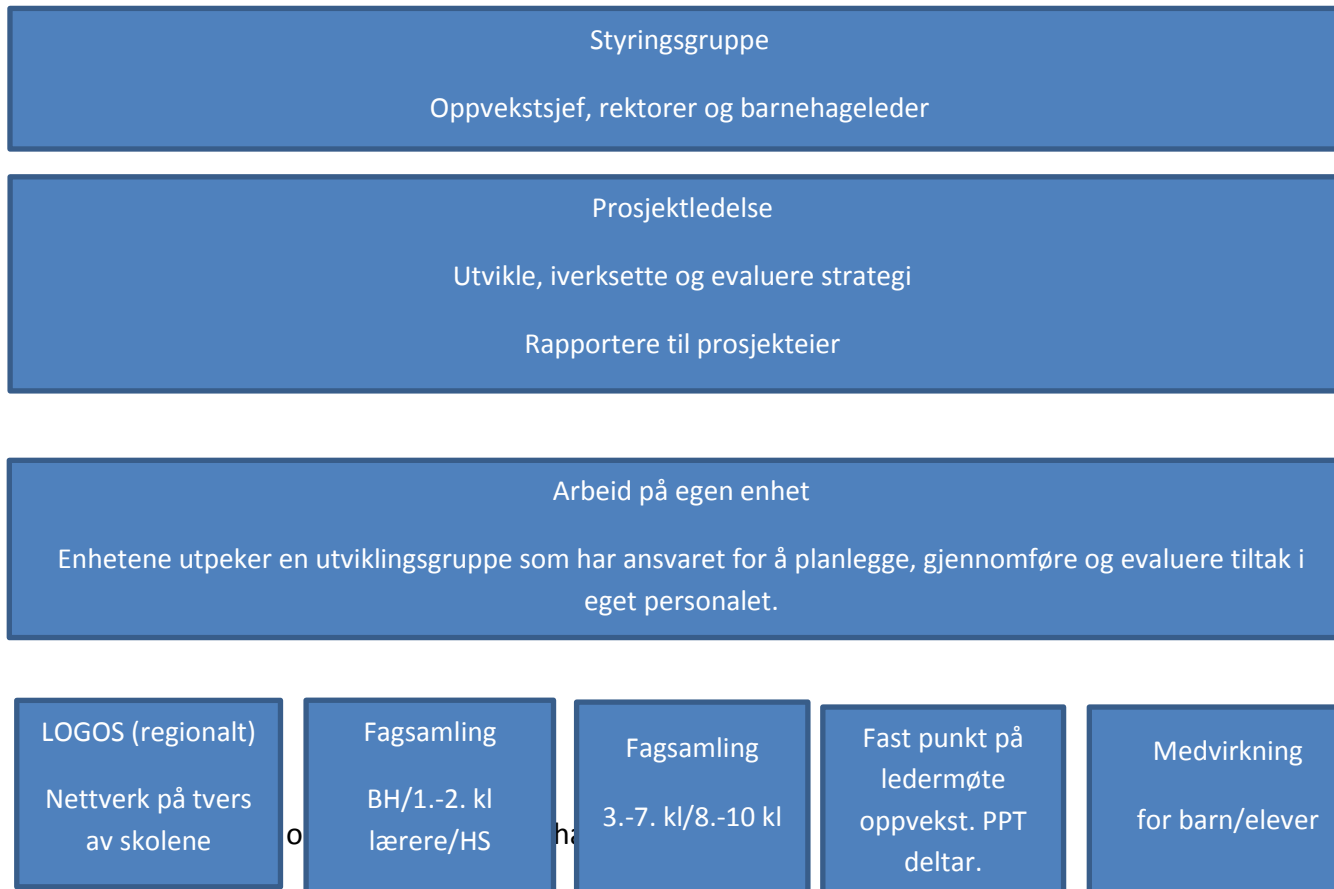 Styringsgruppe
Oppvekstsjef, rektorer og barnehageleder
Prosjektledelse
Utvikle, iverksette og evaluere strategi
Rapportere til prosjekteier
Arbeid på egen enhet
Enhetene utpeker en utviklingsgruppe som har ansvaret for å planlegge, gjennomføre og evaluere tiltak i
eget personalet.
LOGOS (regionalt)
Nettverk på tvers
av skolene
Fagsamling
BH/1.-2. kl
lærere/HS
Fagsamling
3.-7. kl/8.-10 kl
Fast punkt på
ledermøte
oppvekst. PPT
deltar.
Medvirkning
for barn/elever